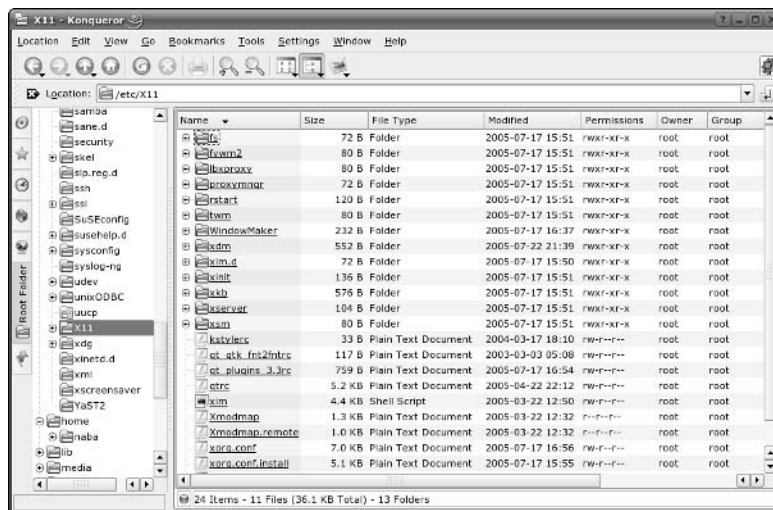 X11 - Konqueror
Location Edit View Go Bookmarks Tools Settings Window Help
Location: /etc/X11
samba
sane.d
security
skel
slp.reg.d
ssh
ssl
SuSEconfig
susehelp.d
sysconfig
syslog-ng
udev
unixODBC
uucp
X11
xdg
xinetd.d
xml
xscreensaver
YaST2
home
naba
lib
media
Root Folder
Name Size File Type Modified Permissions Owner Group
fs 72 B Folder 2005-07-17 15:51 rwxr-xr-x root root
fvwm2 80 B Folder 2005-07-17 15:51 rwxr-xr-x root root
lbxproxy 80 B Folder 2005-07-17 15:51 rwxr-xr-x root root
proxymngr 72 B Folder 2005-07-17 15:51 rwxr-xr-x root root
rstart 120 B Folder 2005-07-17 15:51 rwxr-xr-x root root
twm 80 B Folder 2005-07-17 15:51 rwxr-xr-x root root
WindowMaker 232 B Folder 2005-07-17 16:37 rwxr-xr-x root root
xdm 552 B Folder 2005-07-22 21:39 rwxr-xr-x root root
xim.d 72 B Folder 2005-07-17 15:50 rwxr-xr-x root root
xinit 136 B Folder 2005-07-17 15:51 rwxr-xr-x root root
xkb 576 B Folder 2005-07-17 15:51 rwxr-xr-x root root
xserver 104 B Folder 2005-07-17 15:51 rwxr-xr-x root root
xsm 80 B Folder 2005-07-17 15:51 rwxr-xr-x root root
kstylerc 33 B Plain Text Document 2004-03-17 18:10 rw-r--r-- root root
qt_gtk_fnt2fntrc 117 B Plain Text Document 2003-03-03 05:08 rw-r--r-- root root
qt_plugins_3.3rc 759 B Plain Text Document 2005-07-17 16:54 rw-r--r-- root root
qtrc 5.2 KB Plain Text Document 2005-04-22 22:12 rw-r--r-- root root
xim 4.4 KB Shell Script 2005-03-22 12:50 rw-r--r-- root root
Xmodmap 1.3 KB Plain Text Document 2005-03-22 12:32 r--r--r-- root root
Xmodmap.remote 1.0 KB Plain Text Document 2005-03-22 12:32 r--r--r-- root root
xorg.conf 7.0 KB Plain Text Document 2005-07-17 16:56 rw-r--r-- root root
xorg.conf.install 5.1 KB Plain Text Document 2005-07-17 15:55 rw-r--r-- root root
24 Items - 11 Files (36.1 KB Total) - 13 Folders